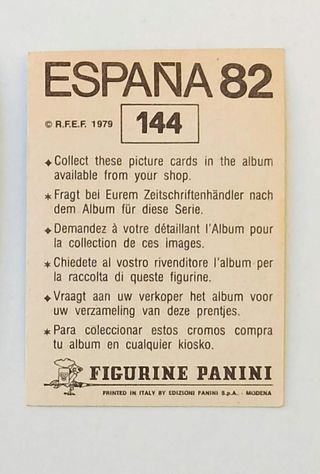 ESPAÑA 82
© R.F.E.F. 1979 144
◆ Collect these picture cards in the album
available from your shop.
✶ Fragt bei Eurem Zeitschriftenhändler nach
dem Album für diese Serie.
◆ Demandez à votre détaillant l'Album pour
la collection de ces images.
✶ Chiedete al vostro rivenditore l'album per
la raccolta di queste figurine.
◆ Vraagt aan uw verkoper het album voor
uw verzameling van deze prentjes.
✶ Para coleccionar estos cromos compra
tu album en cualquier kiosko.
FIGURINE PANINI
PRINTED IN ITALY BY EDIZIONI PANINI S.p.A. - MODENA